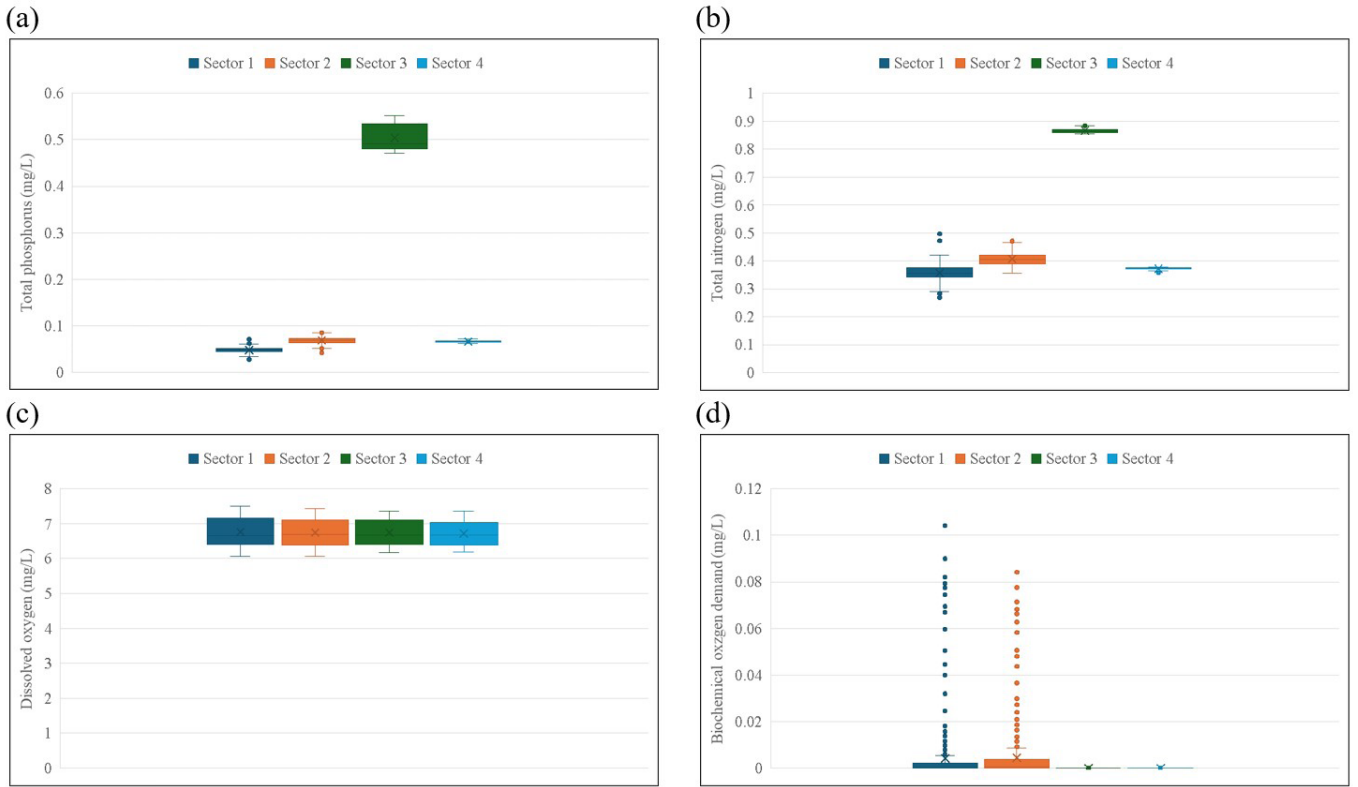 (a)
Sector 1 Sector 2 Sector 3 Sector 4
Total phosphorus (mg/L)
0.6
0.5
0.4
0.3
0.2
0.1
0
(b)
Sector 1 Sector 2 Sector 3 Sector 4
Total nitrogen (mg/L)
1
0.9
0.8
0.7
0.6
0.5
0.4
0.3
0.2
0.1
0
(c)
Sector 1 Sector 2 Sector 3 Sector 4
Dissolved oxygen (mg/L)
8
7
6
5
4
3
2
1
0
(d)
Sector 1 Sector 2 Sector 3 Sector 4
Biochemical oxzgen demand (mg/L)
0.12
0.1
0.08
0.06
0.04
0.02
0